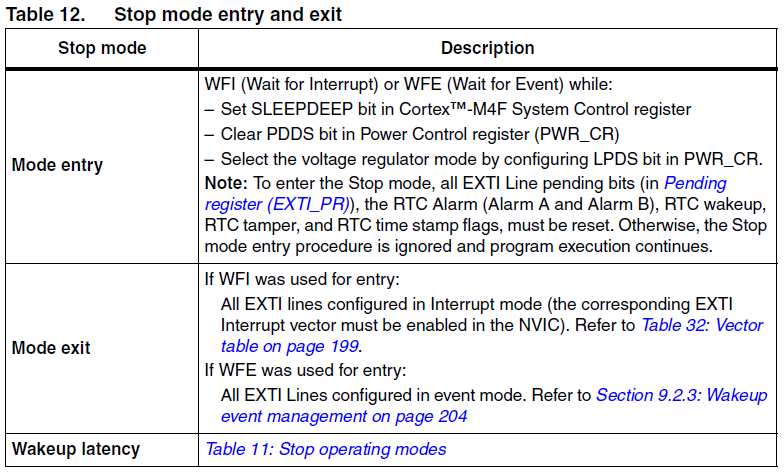 Table 12. Stop mode entry and exit
Stop mode Description
Mode entry
WFI (Wait for Interrupt) or WFE (Wait for Event) while:
– Set SLEEPDEEP bit in Cortex™-M4F System Control register
– Clear PDDS bit in Power Control register (PWR_CR)
– Select the voltage regulator mode by configuring LPDS bit in PWR_CR.
Note: To enter the Stop mode, all EXTI Line pending bits (in Pending
register (EXTI_PR)), the RTC Alarm (Alarm A and Alarm B), RTC wakeup,
RTC tamper, and RTC time stamp flags, must be reset. Otherwise, the Stop
mode entry procedure is ignored and program execution continues.
Mode exit
If WFI was used for entry:
All EXTI lines configured in Interrupt mode (the corresponding EXTI
Interrupt vector must be enabled in the NVIC). Refer to Table 32: Vector
table on page 199.
If WFE was used for entry:
All EXTI Lines configured in event mode. Refer to Section 9.2.3: Wakeup
event management on page 204
Wakeup latency Table 11: Stop operating modes